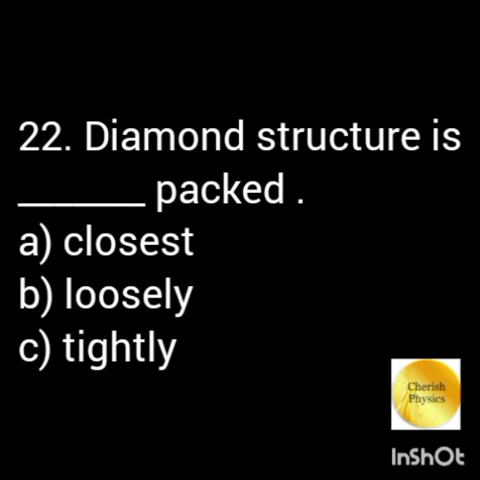 22. Diamond structure is
______ packed .
a) closest
b) loosely
c) tightly
Cherish
Physics
InShOt